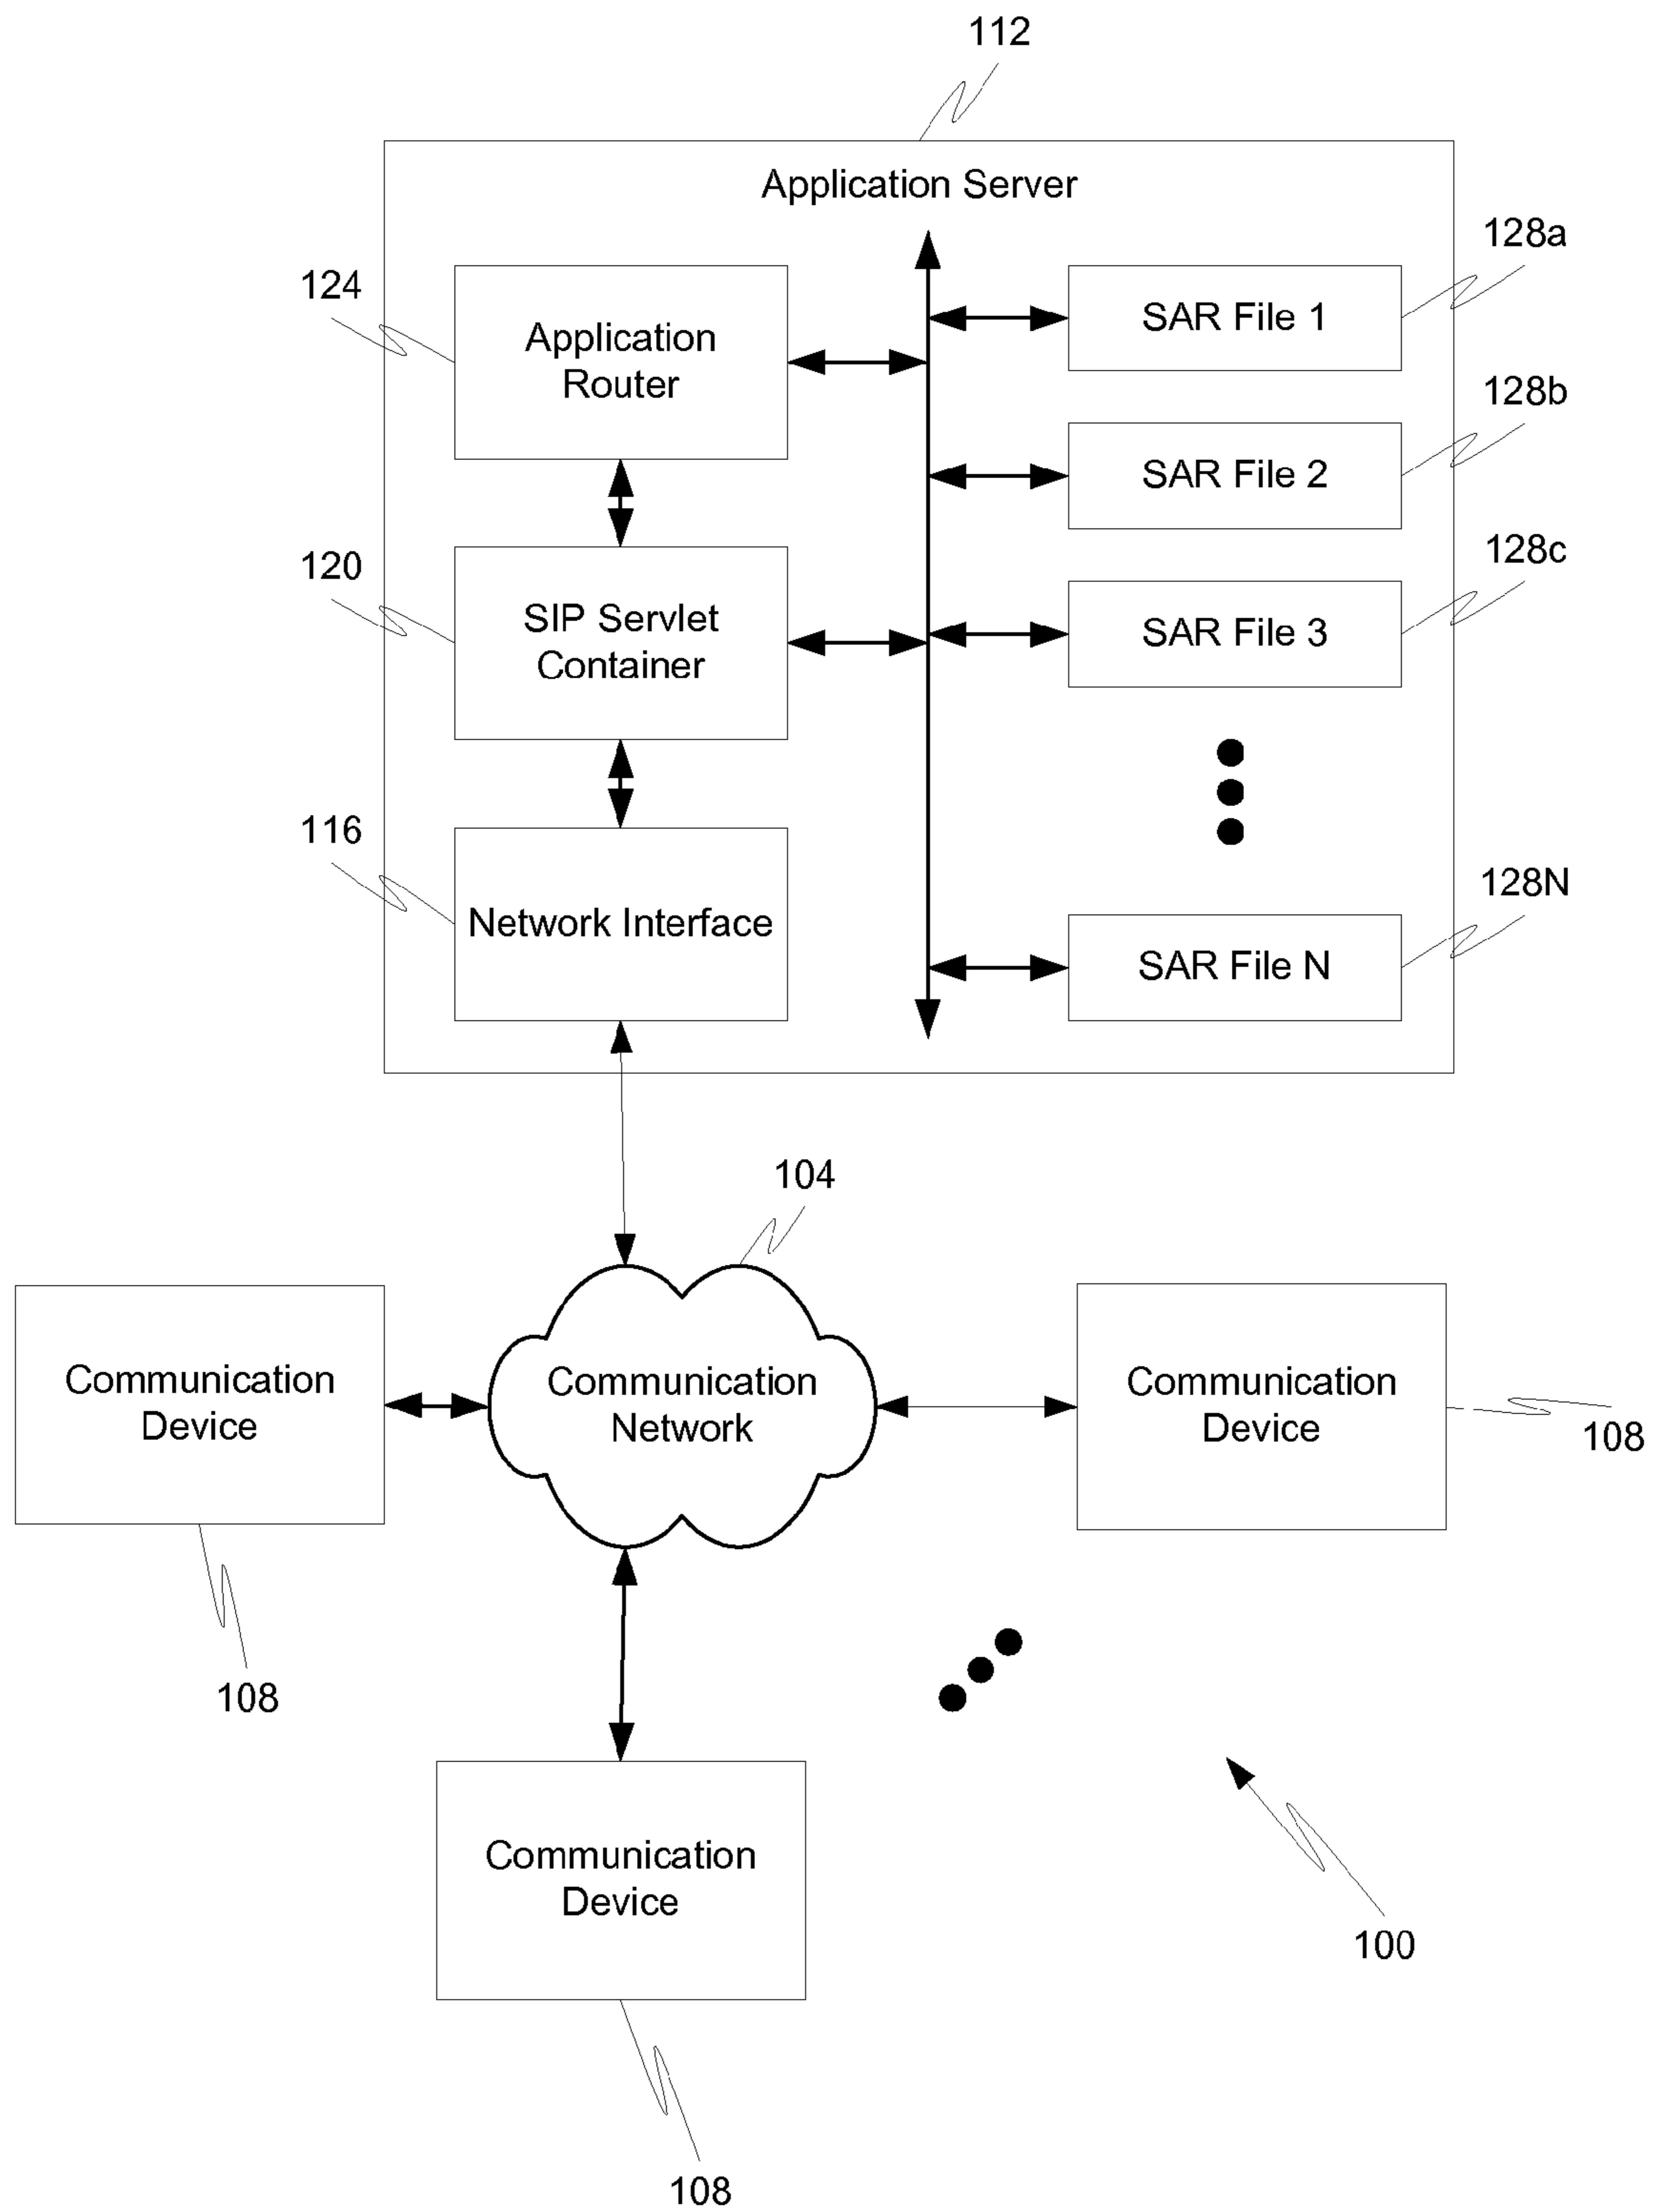 112
Application Server
128a
124
SAR File 1
Application
Router
128b
SAR File 2
128c
120
SIP Servlet
Container
SAR File 3
116
128N
Network Interface
SAR File N
104
Communication
Device
Communication
Network
Communication
Device
108
108
Communication
Device
100
108